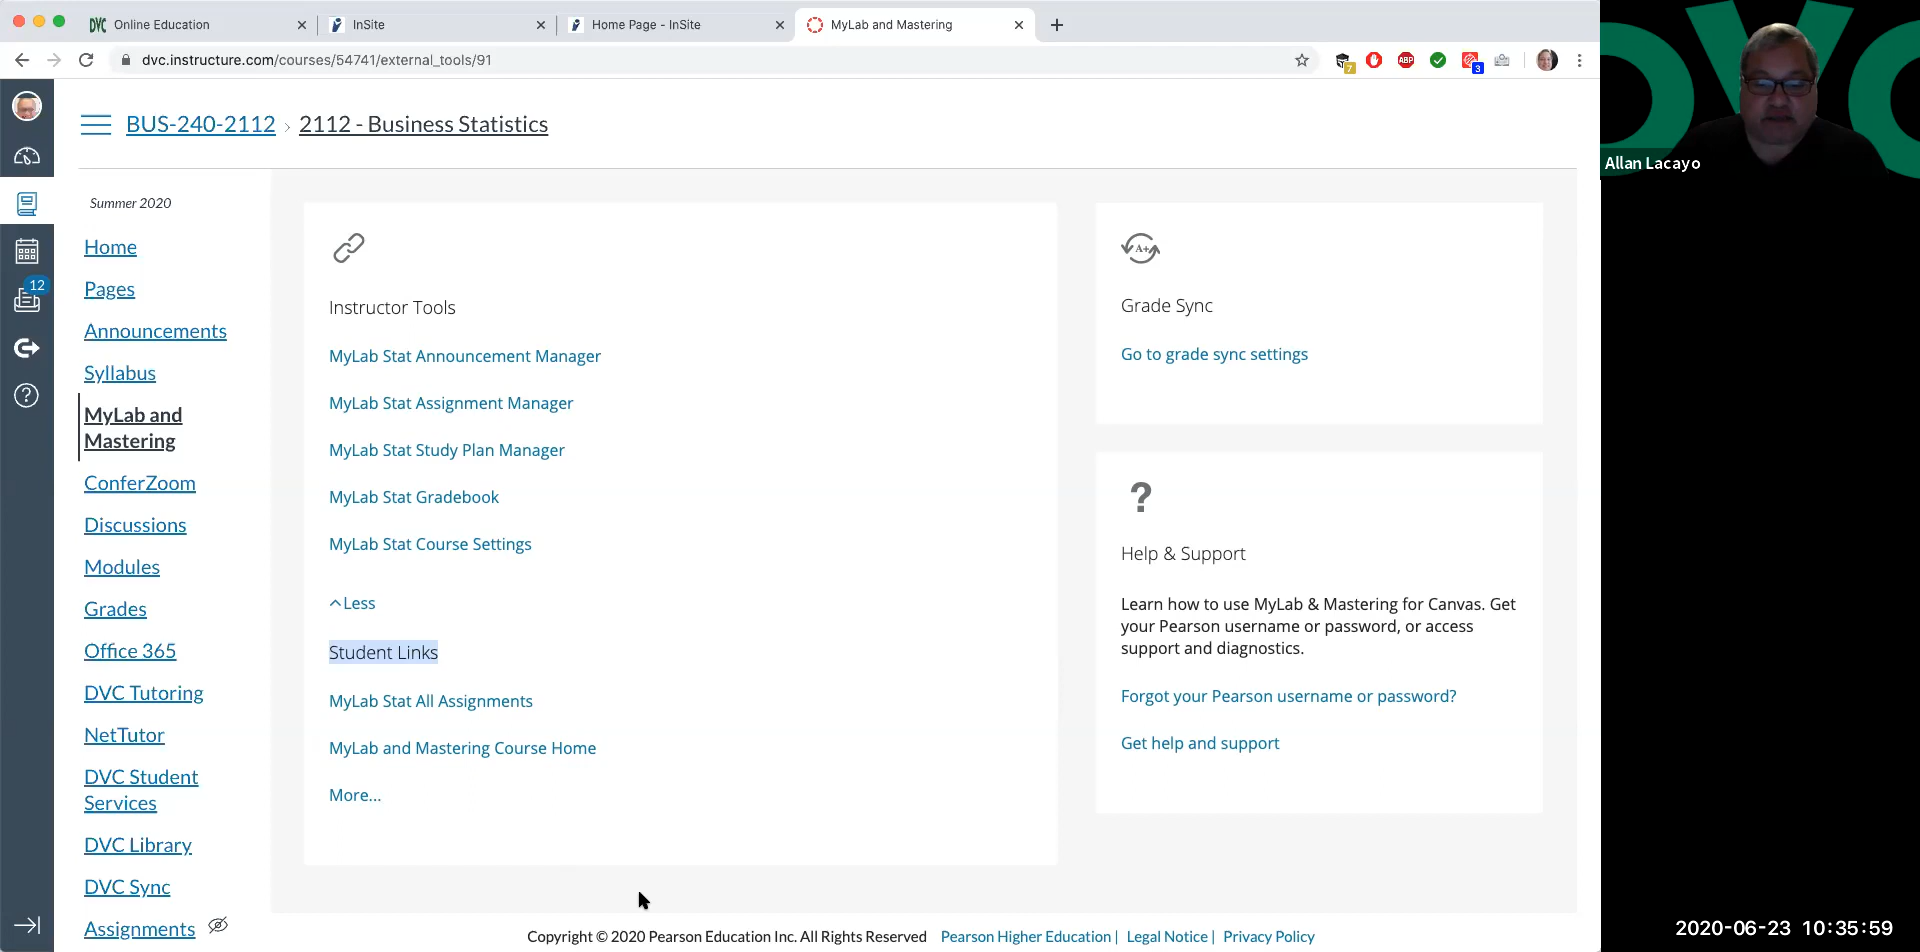 DVC Online Education
InSite
Home Page - InSite
MyLab and Mastering
dvc.instructure.com/courses/54741/external_tools/91
7
ABP
3
BUS-240-2112 › 2112 - Business Statistics
Allan Lacayo
12
Summer 2020
Home
Pages
Announcements
Syllabus
MyLab and
Mastering
ConferZoom
Discussions
Modules
Grades
Office 365
DVC Tutoring
NetTutor
DVC Student
Services
DVC Library
DVC Sync
Assignments
Instructor Tools
MyLab Stat Announcement Manager
MyLab Stat Assignment Manager
MyLab Stat Study Plan Manager
MyLab Stat Gradebook
MyLab Stat Course Settings
Less
Student Links
MyLab Stat All Assignments
MyLab and Mastering Course Home
More...
A+
Grade Sync
Go to grade sync settings
?
Help & Support
Learn how to use MyLab & Mastering for Canvas. Get
your Pearson username or password, or access
support and diagnostics.
Forgot your Pearson username or password?
Get help and support
Copyright © 2020 Pearson Education Inc. All Rights Reserved Pearson Higher Education | Legal Notice | Privacy Policy
2020-06-23 10:35:59